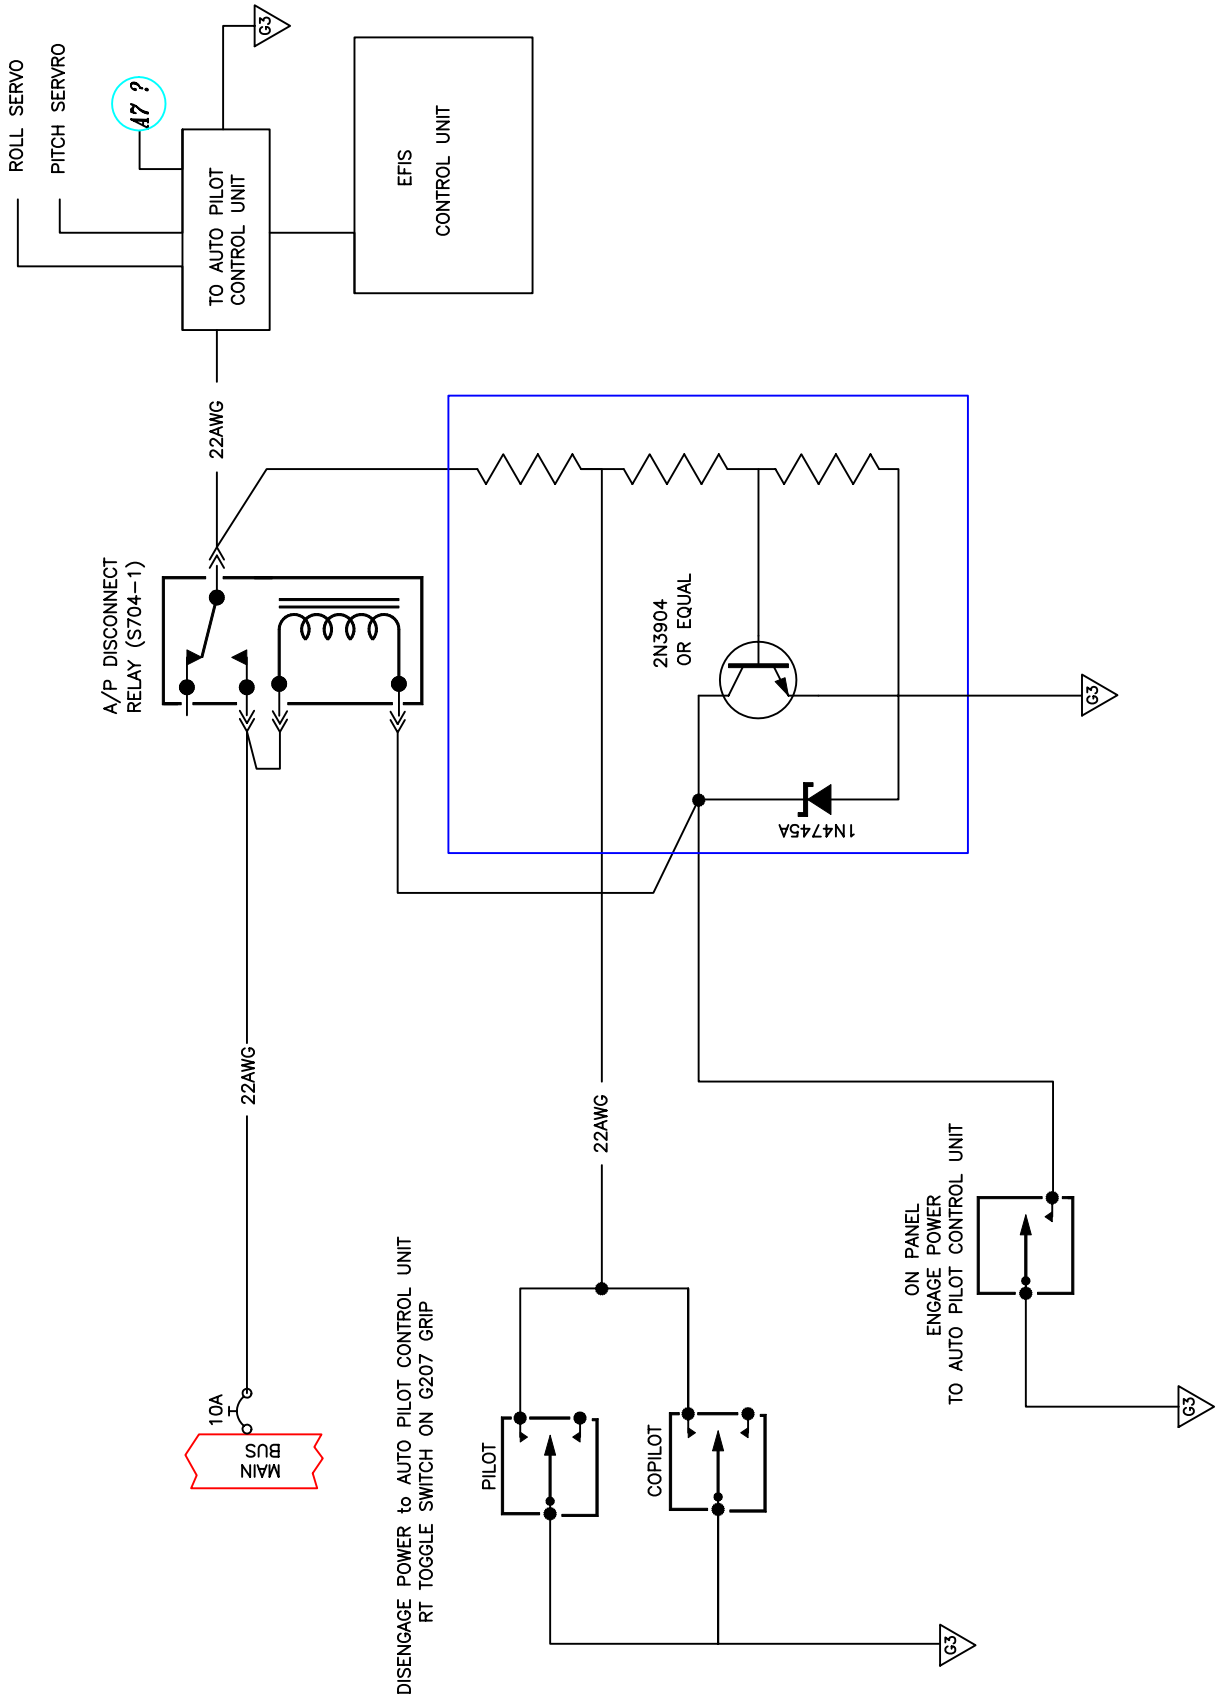 ROLL SERVO
PITCH SERVRO
A7 ?
G3
TO AUTO PILOT
CONTROL UNIT
EFIS
CONTROL UNIT
22AWG
A/P DISCONNECT
RELAY (S704-1)
2N3904
OR EQUAL
G3
1N4745A
22AWG
22AWG
10A
MAIN
BUS
DISENGAGE POWER to AUTO PILOT CONTROL UNIT
RT TOGGLE SWITCH ON G207 GRIP
PILOT
COPILOT
G3
ON PANEL
ENGAGE POWER
TO AUTO PILOT CONTROL UNIT
G3